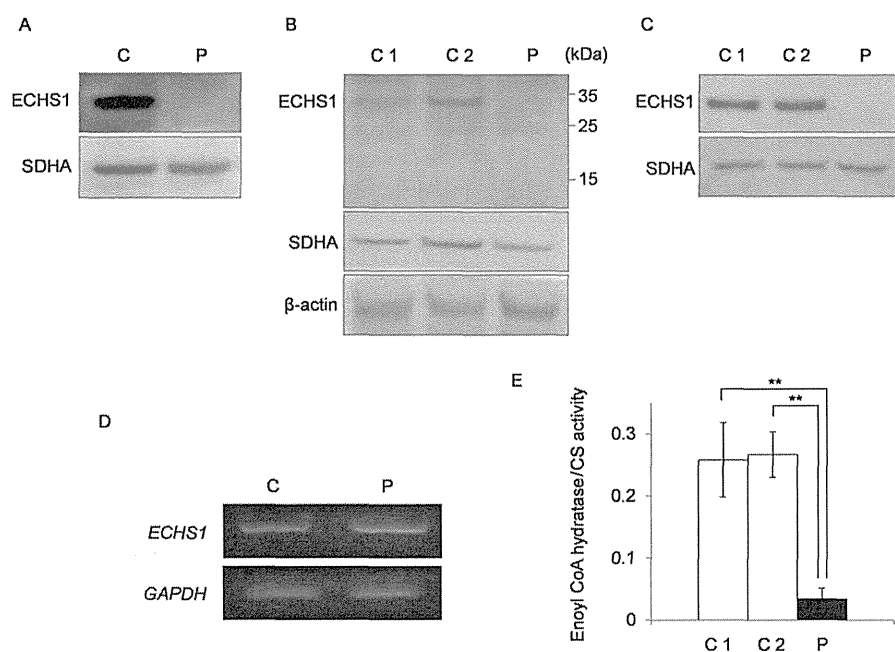 A
C P
ECHS1
SDHA
B
C 1 C 2 P (kDa)
ECHS1
35
25
15
SDHA
β-actin
C
C 1 C 2 P
ECHS1
SDHA
D
C P
ECHS1
GAPDH
E
**
**
Enoyl CoA hydratase/CS activity
0.3
0.2
0.1
0
C 1 C 2 P